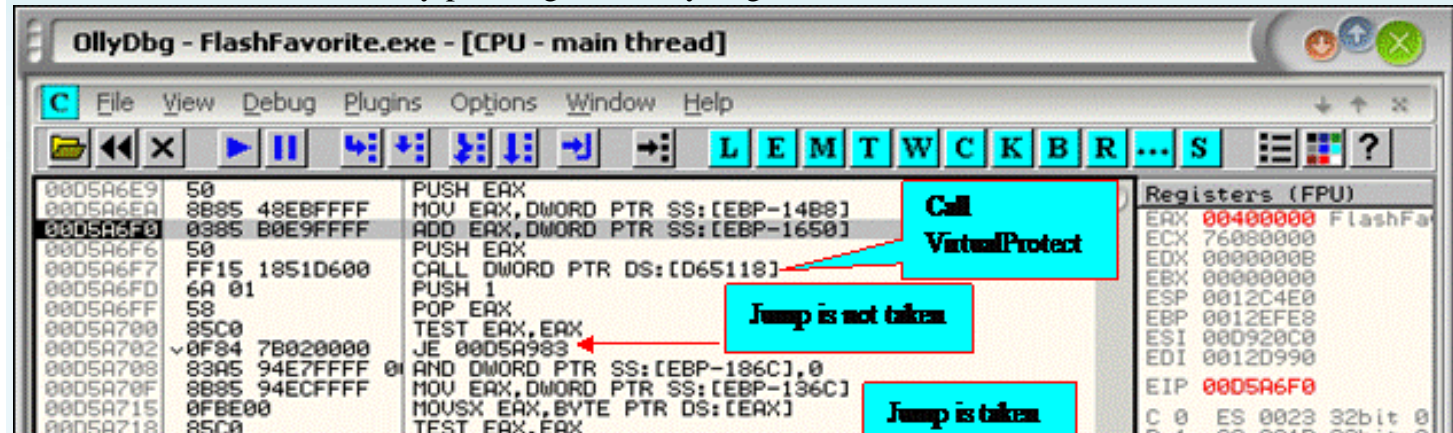 OllyDbg - FlashFavorite.exe - [CPU - main thread]
C File View Debug Plugins Options Window Help
L E M T W C K B R ... S ?
00D5A6E9 50 PUSH EAX
00D5A6EA 8B85 48EBFFFF MOV EAX,DWORD PTR SS:[EBP-14B8]
00D5A6F0 0385 B0E9FFFF ADD EAX,DWORD PTR SS:[EBP-1650]
00D5A6F6 50 PUSH EAX
00D5A6F7 FF15 1851D600 CALL DWORD PTR DS:[D65118]
00D5A6FD 6A 01 PUSH 1
00D5A6FF 58 POP EAX
00D5A700 85C0 TEST EAX,EAX
00D5A702 0F84 7B020000 JE 00D5A983
00D5A708 83A5 94E7FFFF AND DWORD PTR SS:[EBP-186C],0
00D5A70F 8B85 94ECFFFF MOV EAX,DWORD PTR SS:[EBP-136C]
00D5A715 0FBE00 MOVSX EAX,BYTE PTR DS:[EAX]
00D5A718 85C0 TEST EAX,EAX
Call
VirtualProtect
Jump is not taken
Jump is taken
Registers (FPU)
EAX 00400000 FlashFav
ECX 76080000
EDX 0000000B
EBX 00000000
ESP 0012C4E0
EBP 0012EFE8
ESI 00D920C0
EDI 0012D990
EIP 00D5A6F0
C 0 ES 0023 32bit 0